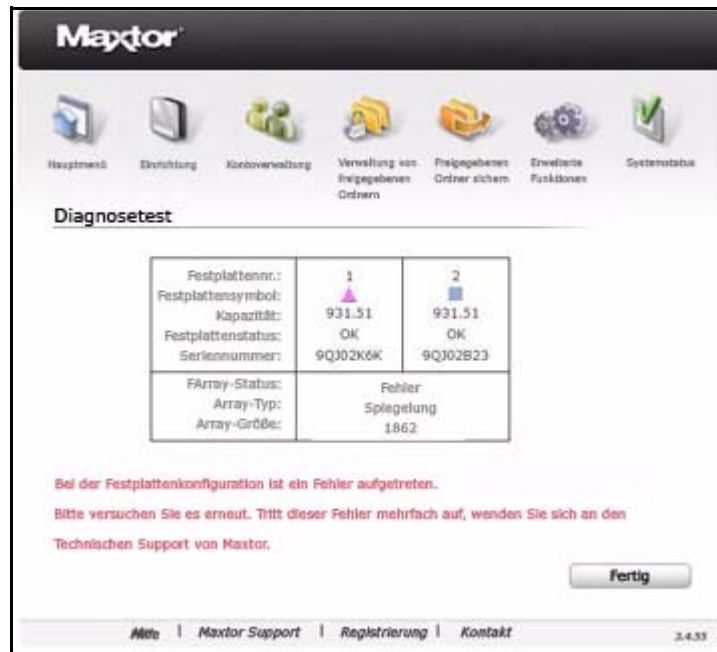 Maxtor
Hauptmenü
Einrichtung
Kontoverwaltung
Verwaltung von
freigegebenen
Ordnern
Freigegebenen
Ordner sichern
Erweiterte
Funktionen
Systemstatus
Diagnosetest
Festplattennr.: 1 2
Festplattensymbol:
Kapazität: 931.51 931.51
Festplattenstatus: OK OK
Seriennummer: 9QJ02K6K 9QJ02B23
FArray-Status: Fehler
Array-Typ: Spiegelung
Array-Größe: 1862
Bei der Festplattenkonfiguration ist ein Fehler aufgetreten.
Bitte versuchen Sie es erneut. Tritt dieser Fehler mehrfach auf, wenden Sie sich an den
Technischen Support von Maxtor.
Fertig
Hilfe | Maxtor Support | Registrierung | Kontakt